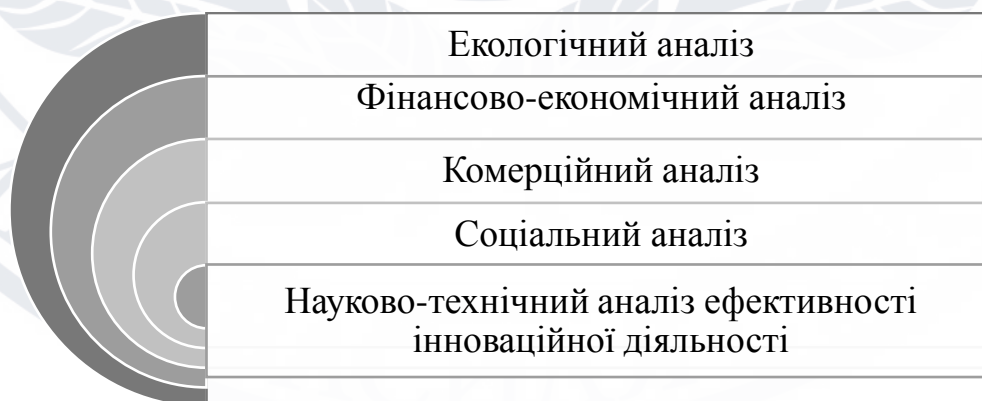 Екологічний аналіз
Фінансово-економічний аналіз
Комерційний аналіз
Соціальний аналіз
Науково-технічний аналіз ефективності
інноваційної діяльності